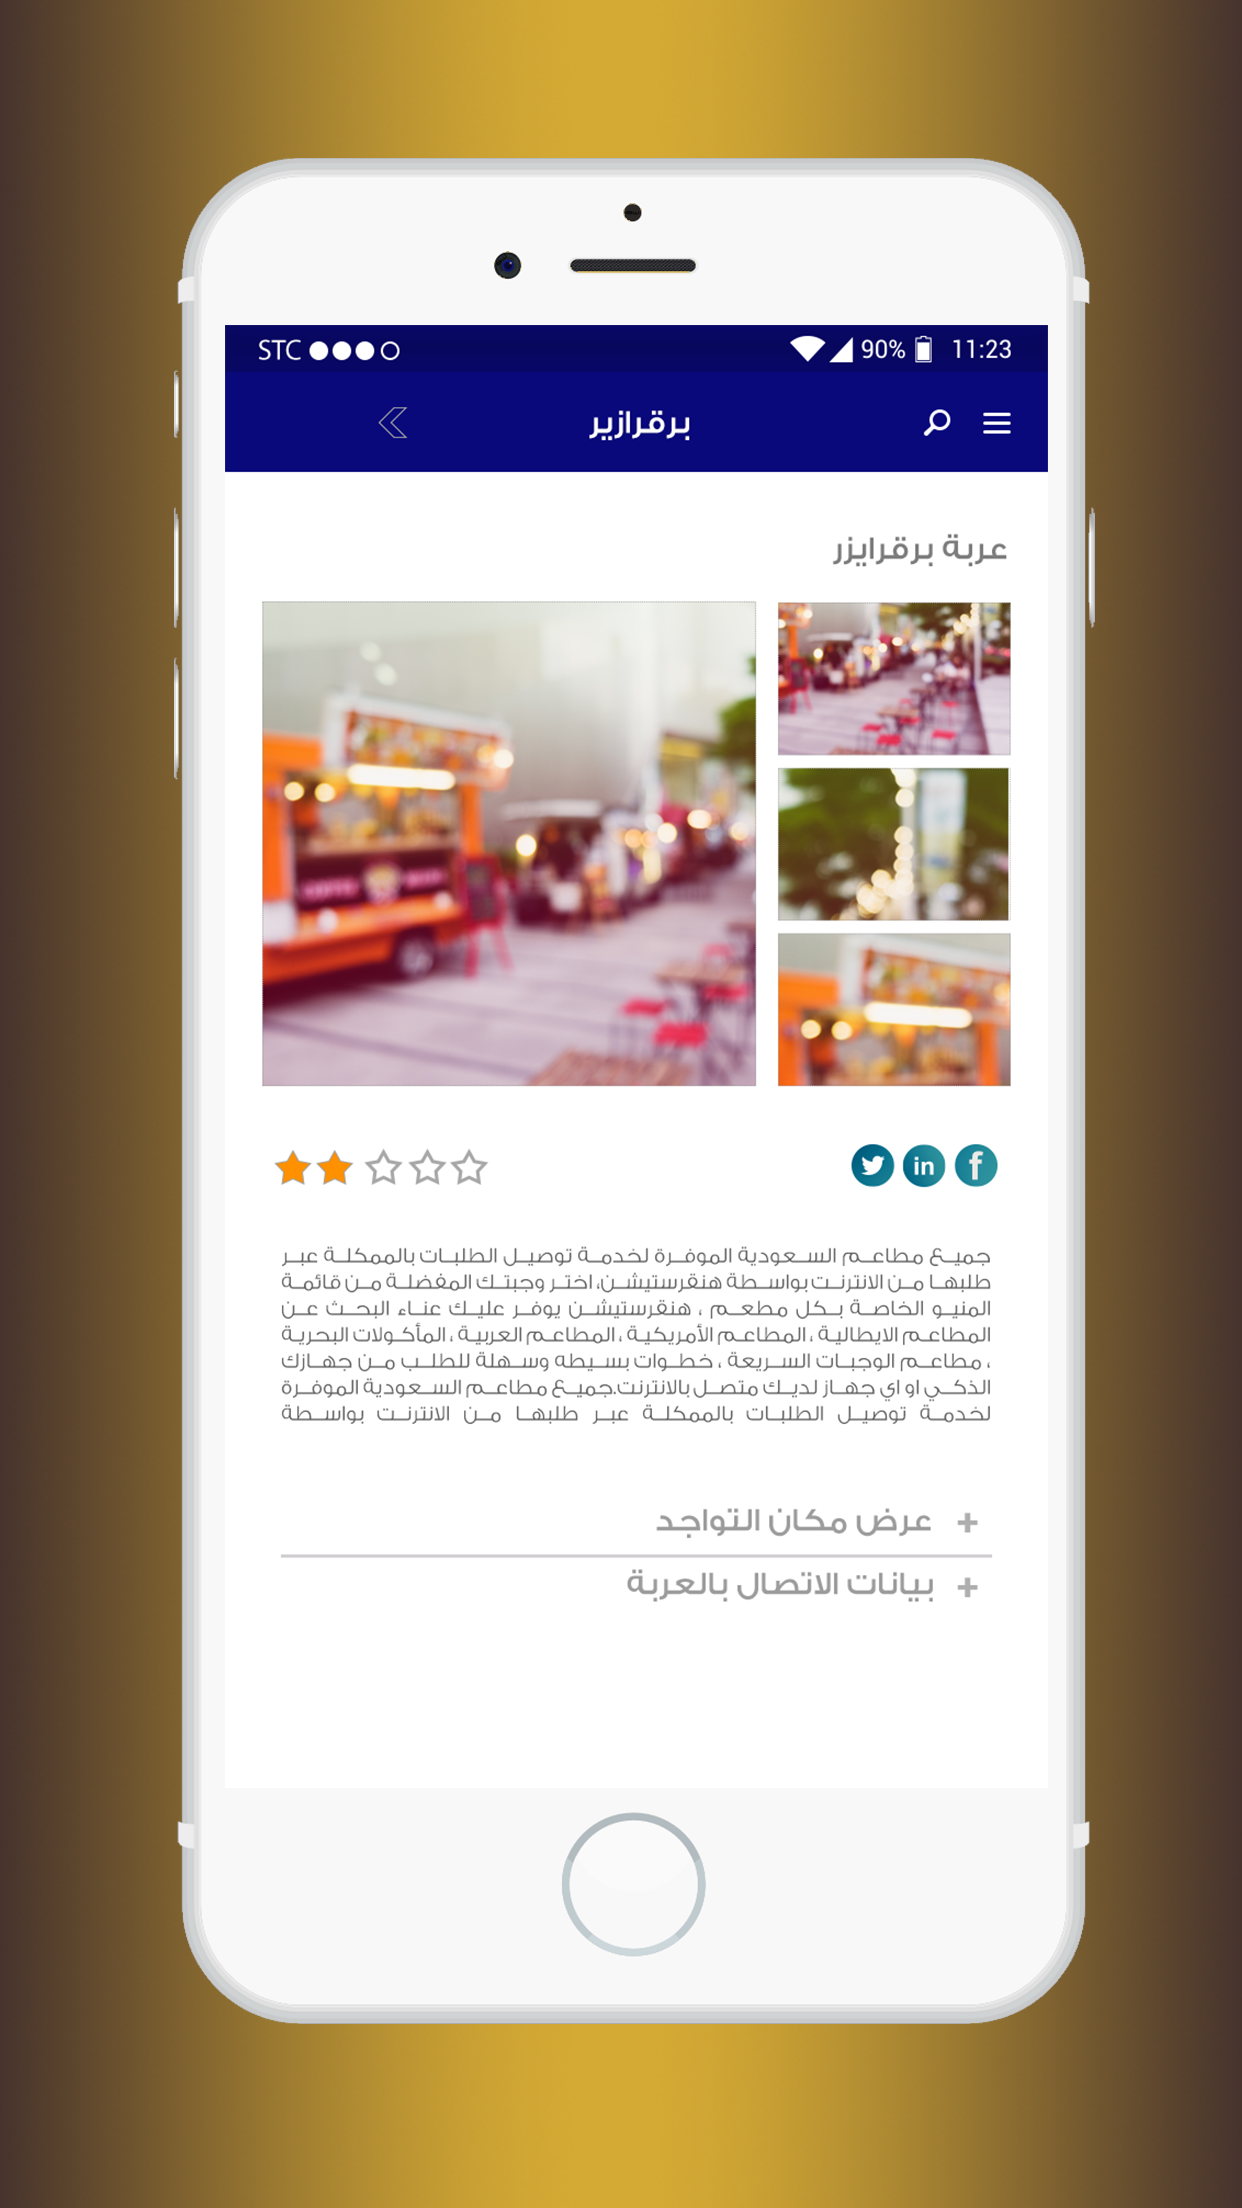 STC 90% 11:23
برقرازير
عربة برقرايزر
جميع مطاعم السعودية الموفرة لخدمة توصيل الطلبات بالممكلة عبر
طلبها من الانترنت بواسطة هنقرستيشن، اختر وجبتك المفضلة من قائمة
المنيو الخاصة بكل مطعم ، هنقرستيشن يوفر عليك عناء البحث عن
المطاعم الايطالية ، المطاعم الأمريكية ، المطاعم العربية ، المأكولات البحرية
، مطاعم الوجبات السريعة ، خطوات بسيطه وسهلة للطلب من جهازك
الذكي او اي جهاز لديك متصل بالانترنت.جميع مطاعم السعودية الموفرة
لخدمة توصيل الطلبات بالممكلة عبر طلبها من الانترنت بواسطة
+ عرض مكان التواجد
+ بيانات الاتصال بالعربة